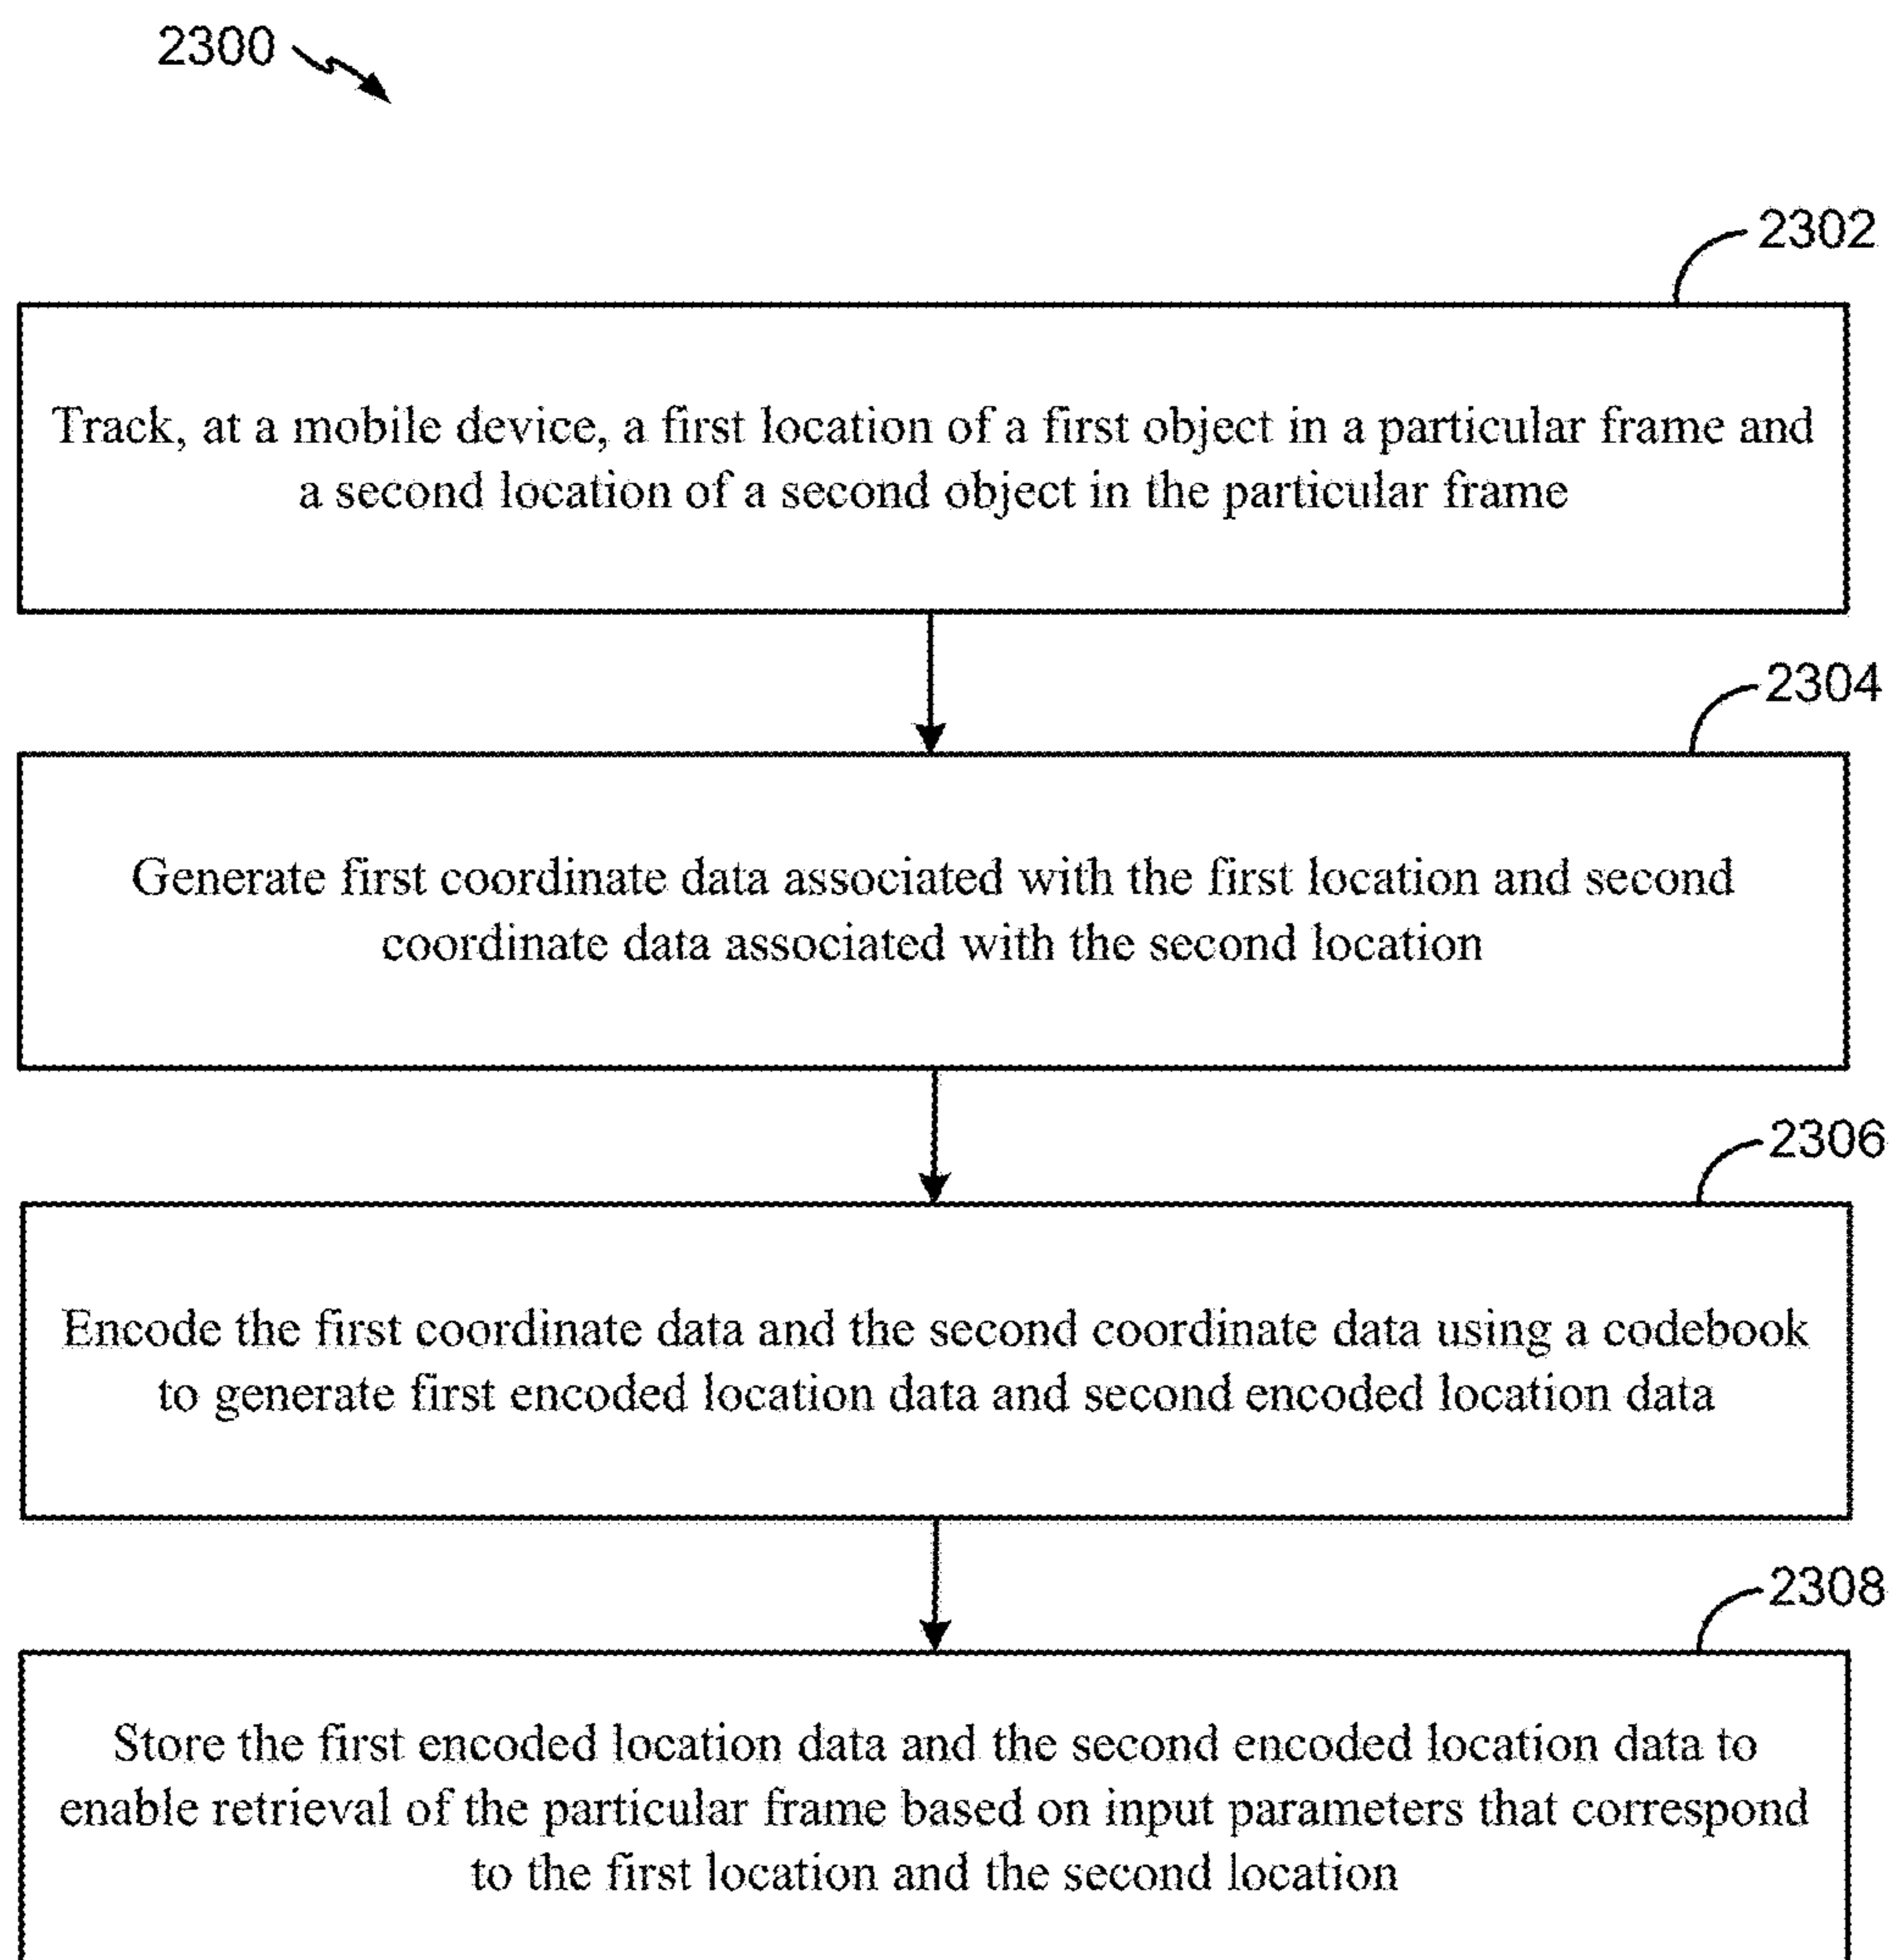 2300
2302
Track, at a mobile device, a first location of a first object in a particular frame and
a second location of a second object in the particular frame
2304
Generate first coordinate data associated with the first location and second
coordinate data associated with the second location
2306
Encode the first coordinate data and the second coordinate data using a codebook
to generate first encoded location data and second encoded location data
2308
Store the first encoded location data and the second encoded location data to
enable retrieval of the particular frame based on input parameters that correspond
to the first location and the second location